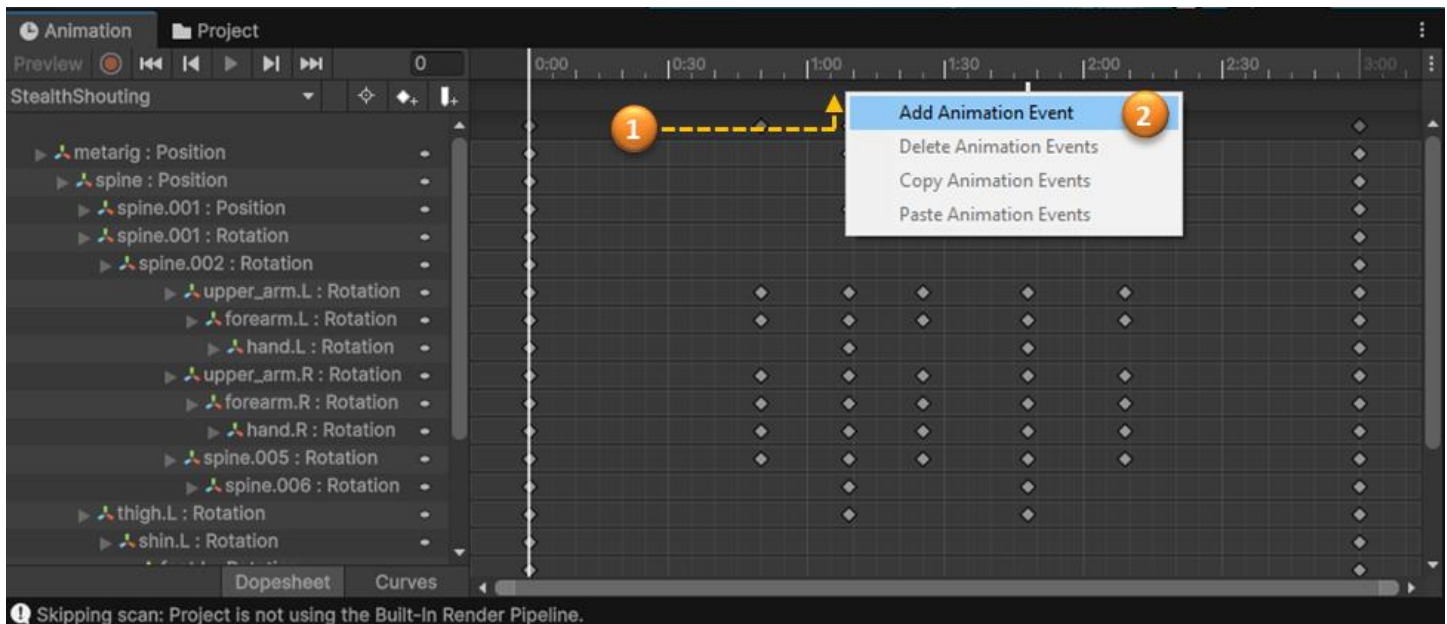 Animation Project
Preview 0 0:00 0:30 1:00 1:30 2:00 2:30 3:00
StealthShouting
1
Add Animation Event 2
Delete Animation Events
Copy Animation Events
Paste Animation Events
metarig : Position
spine : Position
spine.001 : Position
spine.001 : Rotation
spine.002 : Rotation
upper_arm.L : Rotation
forearm.L : Rotation
hand.L : Rotation
upper_arm.R : Rotation
forearm.R : Rotation
hand.R : Rotation
spine.005 : Rotation
spine.006 : Rotation
thigh.L : Rotation
shin.L : Rotation
Dopesheet Curves
Skipping scan: Project is not using the Built-In Render Pipeline.